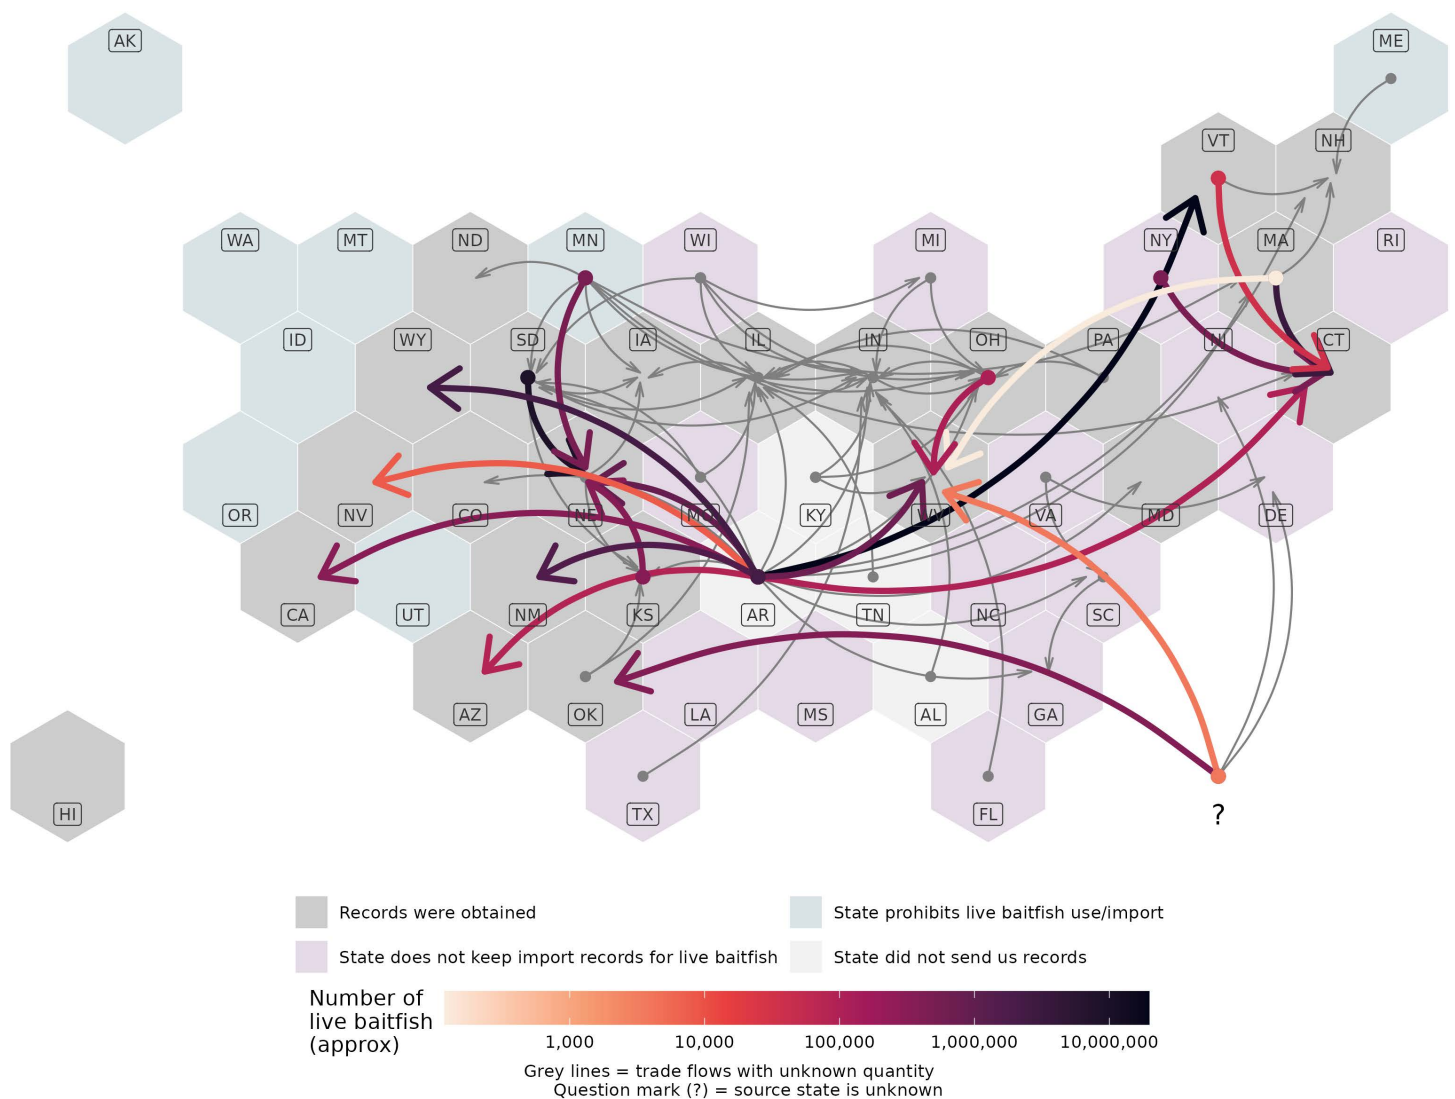 AK
ME
VT
NH
WA
MT
ND
MN
WI
MI
NY
MA
RI
ID
WY
SD
IA
IL
IN
OH
PA
NJ
CT
OR
NV
CO
NE
MO
KY
WV
VA
MD
DE
CA
UT
NM
KS
AR
TN
NC
SC
AZ
OK
LA
MS
AL
GA
HI
TX
FL
?
Records were obtained
State prohibits live baitfish use/import
State does not keep import records for live baitfish
State did not send us records
Number of
live baitfish
(approx)
1,000
10,000
100,000
1,000,000
10,000,000
Grey lines = trade flows with unknown quantity
Question mark (?) = source state is unknown